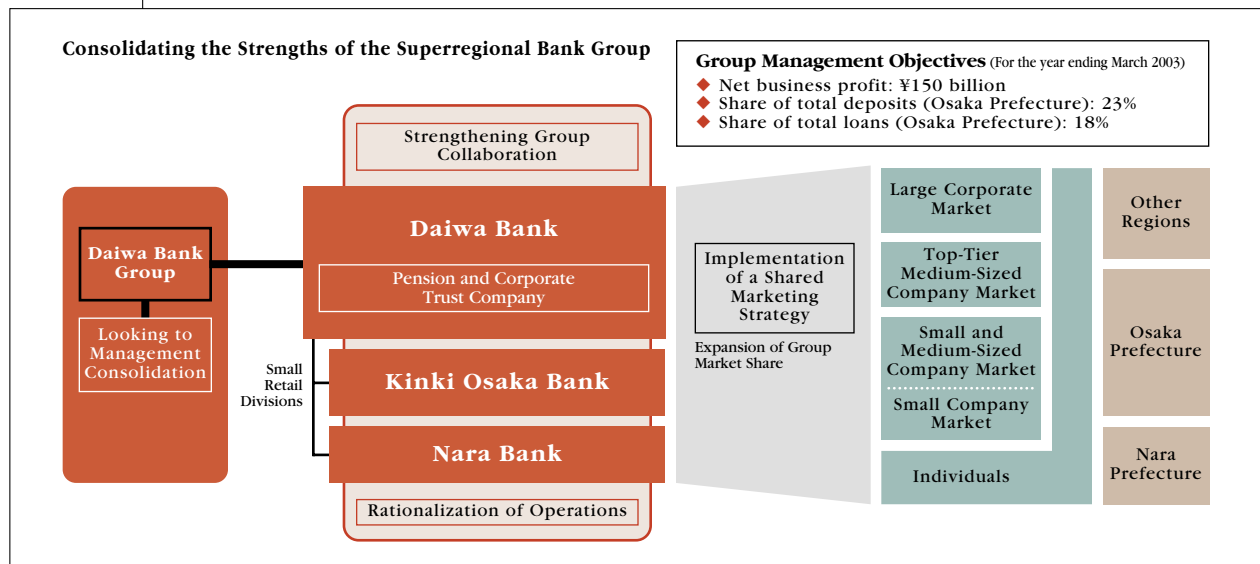 Consolidating the Strengths of the Superregional Bank Group
Group Management Objectives (For the year ending March 2003)
◆ Net business profit: ¥150 billion
◆ Share of total deposits (Osaka Prefecture): 23%
◆ Share of total loans (Osaka Prefecture): 18%
Daiwa Bank
Group
Looking to
Management
Consolidation
Strengthening Group
Collaboration
Daiwa Bank
Pension and Corporate
Trust Company
Small
Retail
Divisions
Kinki Osaka Bank
Nara Bank
Rationalization of Operations
Implementation
of a Shared
Marketing
Strategy
Expansion of Group
Market Share
Large Corporate
Market
Top-Tier
Medium-Sized
Company Market
Small and
Medium-Sized
Company Market
Small Company
Market
Individuals
Other
Regions
Osaka
Prefecture
Nara
Prefecture